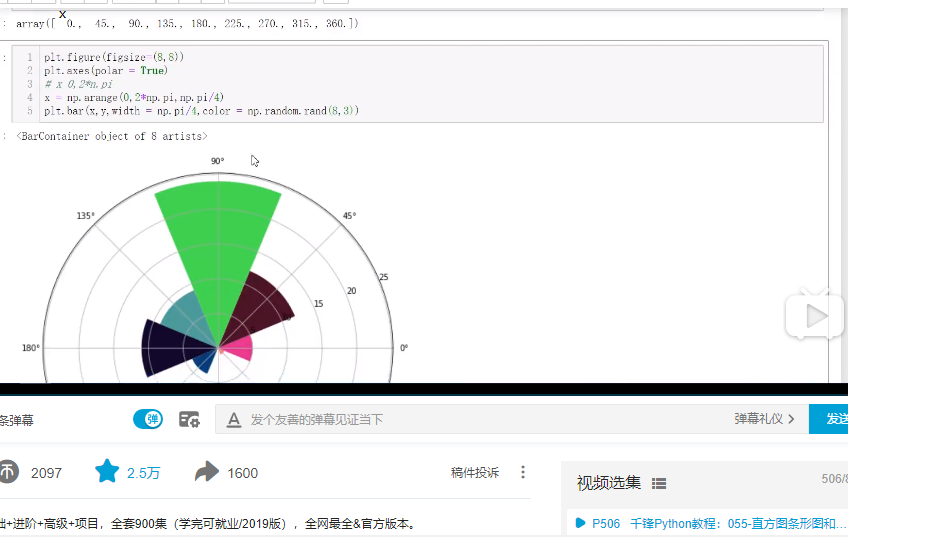 : array([ 0., 45., 90., 135., 180., 225., 270., 315., 360.])
x
:
1 plt.figure(figsize=(8,8))
2 plt.axes(polar = True)
3 # x 0,2*n.pi
4 x = np.arange(0,2*np.pi,np.pi/4)
5 plt.bar(x,y,width = np.pi/4,color = np.random.rand(8,3))
: <BarContainer object of 8 artists>
90°
135° 45°
25
20
15
180° 0°
条弹幕 弹 A 发个友善的弹幕见证当下 弹幕礼仪 > 发送
2097 2.5万 1600 稿件投诉
视频选集 506/8
础+进阶+高级+项目，全套900集（学完可就业/2019版），全网最全&官方版本。
P506 千锋Python教程：055-直方图条形图和...